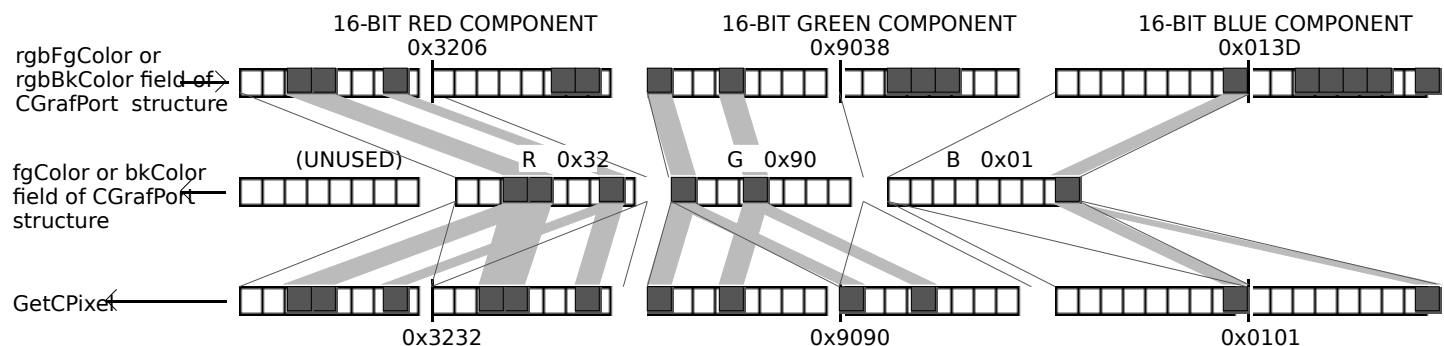 16-BIT RED COMPONENT
0x3206
16-BIT GREEN COMPONENT
0x9038
16-BIT BLUE COMPONENT
0x013D
rgbFgColor or
rgbBkColor field of
CGrafPort structure
(UNUSED)
R 0x32
G 0x90
B 0x01
fgColor or bkColor
field of CGrafPort
structure
GetCPixel
0x3232
0x9090
0x0101